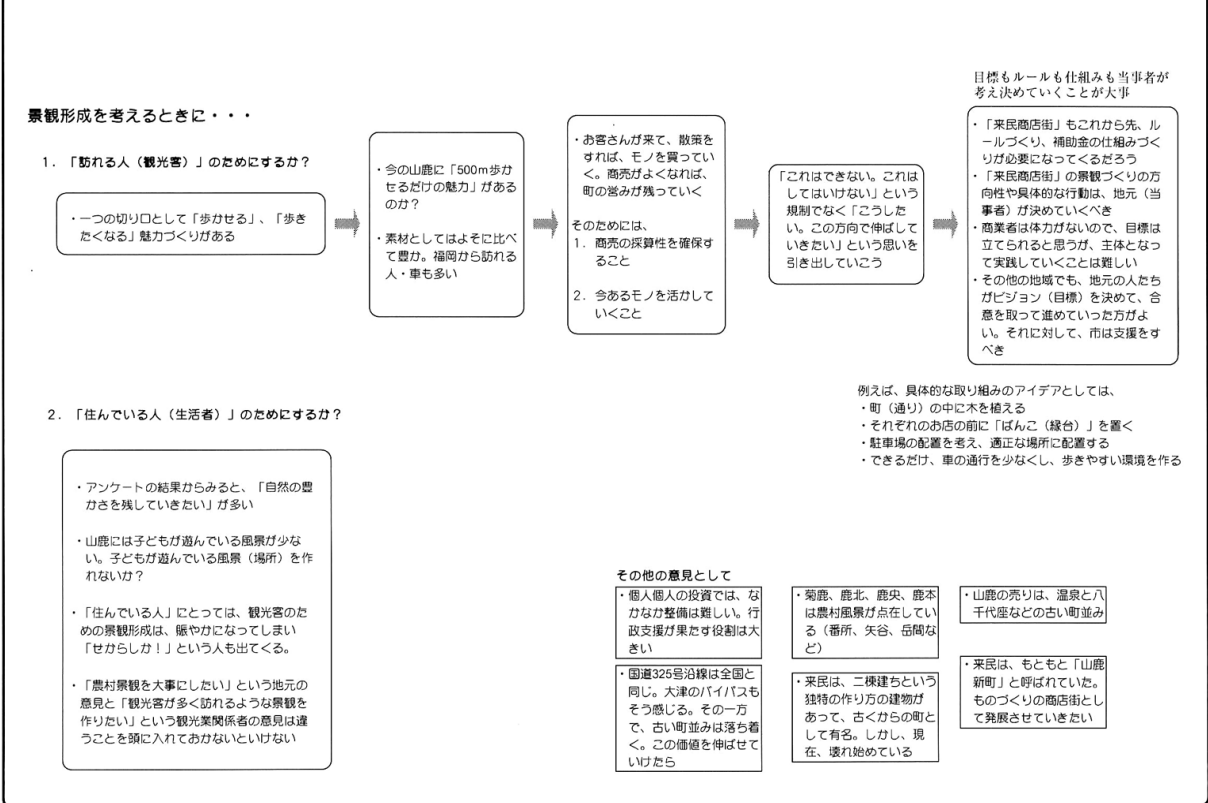 景観形成を考えるときに・・・
1．「訪れる人（観光客）」のためにするか？
・一つの切り口として「歩かせる」、「歩き
たくなる」魅力づくりがある
・今の山鹿に「500m歩か
せるだけの魅力」がある
のか？
・素材としてはよそに比べ
て豊か。福岡から訪れる
人・車も多い
・お客さんが来て、散策を
すれば、モノを買ってい
く。商売がよくなれば、
町の営みが残っていく
そのためには、
1．商売の採算性を確保す
ること
2．今あるモノを活かして
いくこと
「これはできない。これは
してはいけない」という
規制でなく「こうした
い。この方向で伸ばして
いきたい」という思いを
引き出していこう
目標もルールも仕組みも当事者が
考え決めていくことが大事
・「来民商店街」もこれから先、ル
ールづくり、補助金の仕組みづく
りが必要になってくるだろう
・「来民商店街」の景観づくりの方
向性や具体的な行動は、地元（当
事者）が決めていくべき
・商業者は体力がないので、目標は
立てられると思うが、主体となっ
て実践していくことは難しい
・その他の地域でも、地元の人たち
がビジョン（目標）を決めて、合
意を取って進めていった方がよ
い。それに対して、市は支援をす
べき
例えば、具体的な取り組みのアイデアとしては、
・町（通り）の中に木を植える
・それぞれのお店の前に「ばんこ（縁台）」を置く
・駐車場の配置を考え、適正な場所に配置する
・できるだけ、車の通行を少なくし、歩きやすい環境を作る
2．「住んでいる人（生活者）」のためにするか？
・アンケートの結果からみると、「自然の豊
かさを残していきたい」が多い
・山鹿には子どもが遊んでいる風景が少な
い。子どもが遊んでいる風景（場所）を作
れないか？
・「住んでいる人」にとっては、観光客のた
めの景観形成は、賑やかになってしまい
「せからしか！」という人も出てくる。
・「農村景観を大事にしたい」という地元の
意見と「観光客が多く訪れるような景観を
作りたい」という観光業関係者の意見は違
うことを頭に入れておかないといけない
その他の意見として
・個人個人の投資では、な
かなか整備は難しい。行
政支援が果たす役割は大
きい
・国道325号沿線は全国と
同じ。大津のバイパスも
そう感じる。その一方
で、古い町並みは落ち着
く。この価値を伸ばせて
いけたら
・菊鹿、鹿北、鹿央、鹿本
は農村風景が点在してい
る（番所、矢谷、岳間な
ど）
・来民は、二棟建ちという
独特の作り方の建物が
あって、古くからの町と
して有名。しかし、現
在、壊れ始めている
・山鹿の売りは、温泉と八
千代座などの古い町並み
・来民は、もともと「山鹿
新町」と呼ばれていた。
ものづくりの商店街とし
て発展させていきたい